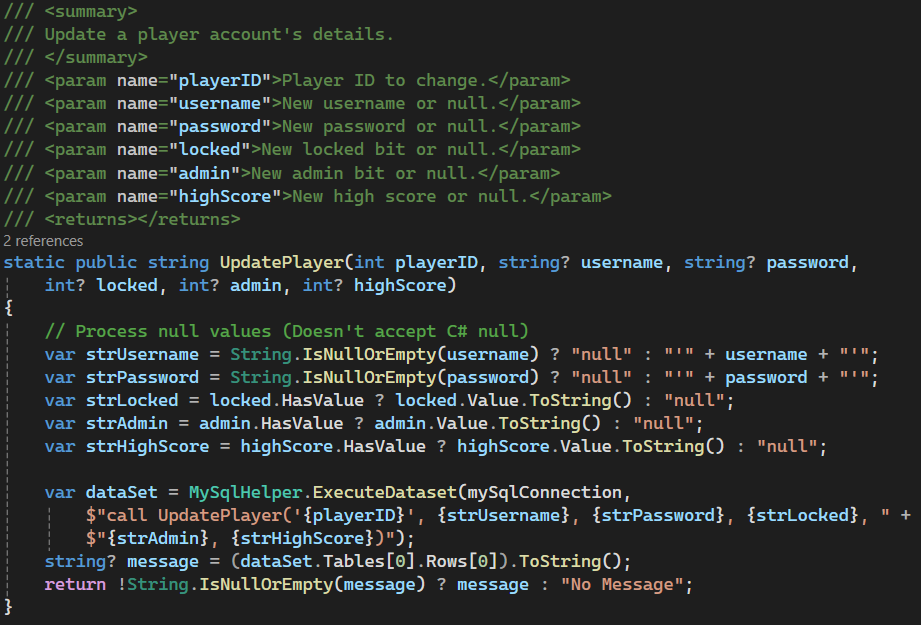 /// <summary>
/// Update a player account's details.
/// </summary>
/// <param name="playerID">Player ID to change.</param>
/// <param name="username">New username or null.</param>
/// <param name="password">New password or null.</param>
/// <param name="locked">New locked bit or null.</param>
/// <param name="admin">New admin bit or null.</param>
/// <param name="highScore">New high score or null.</param>
/// <returns></returns>
2 references
static public string UpdatePlayer(int playerID, string? username, string? password,
    int? locked, int? admin, int? highScore)
{
    // Process null values (Doesn't accept C# null)
    var strUsername = String.IsNullOrEmpty(username) ? "null" : "'" + username + "'";
    var strPassword = String.IsNullOrEmpty(password) ? "null" : "'" + password + "'";
    var strLocked = locked.HasValue ? locked.Value.ToString() : "null";
    var strAdmin = admin.HasValue ? admin.Value.ToString() : "null";
    var strHighScore = highScore.HasValue ? highScore.Value.ToString() : "null";
    var dataSet = MySqlHelper.ExecuteDataset(mySqlConnection,
        $"call UpdatePlayer('{playerID}', {strUsername}, {strPassword}, {strLocked}, " +
        $"{strAdmin}, {strHighScore})");
    string? message = (dataSet.Tables[0].Rows[0]).ToString();
    return !String.IsNullOrEmpty(message) ? message : "No Message";
}